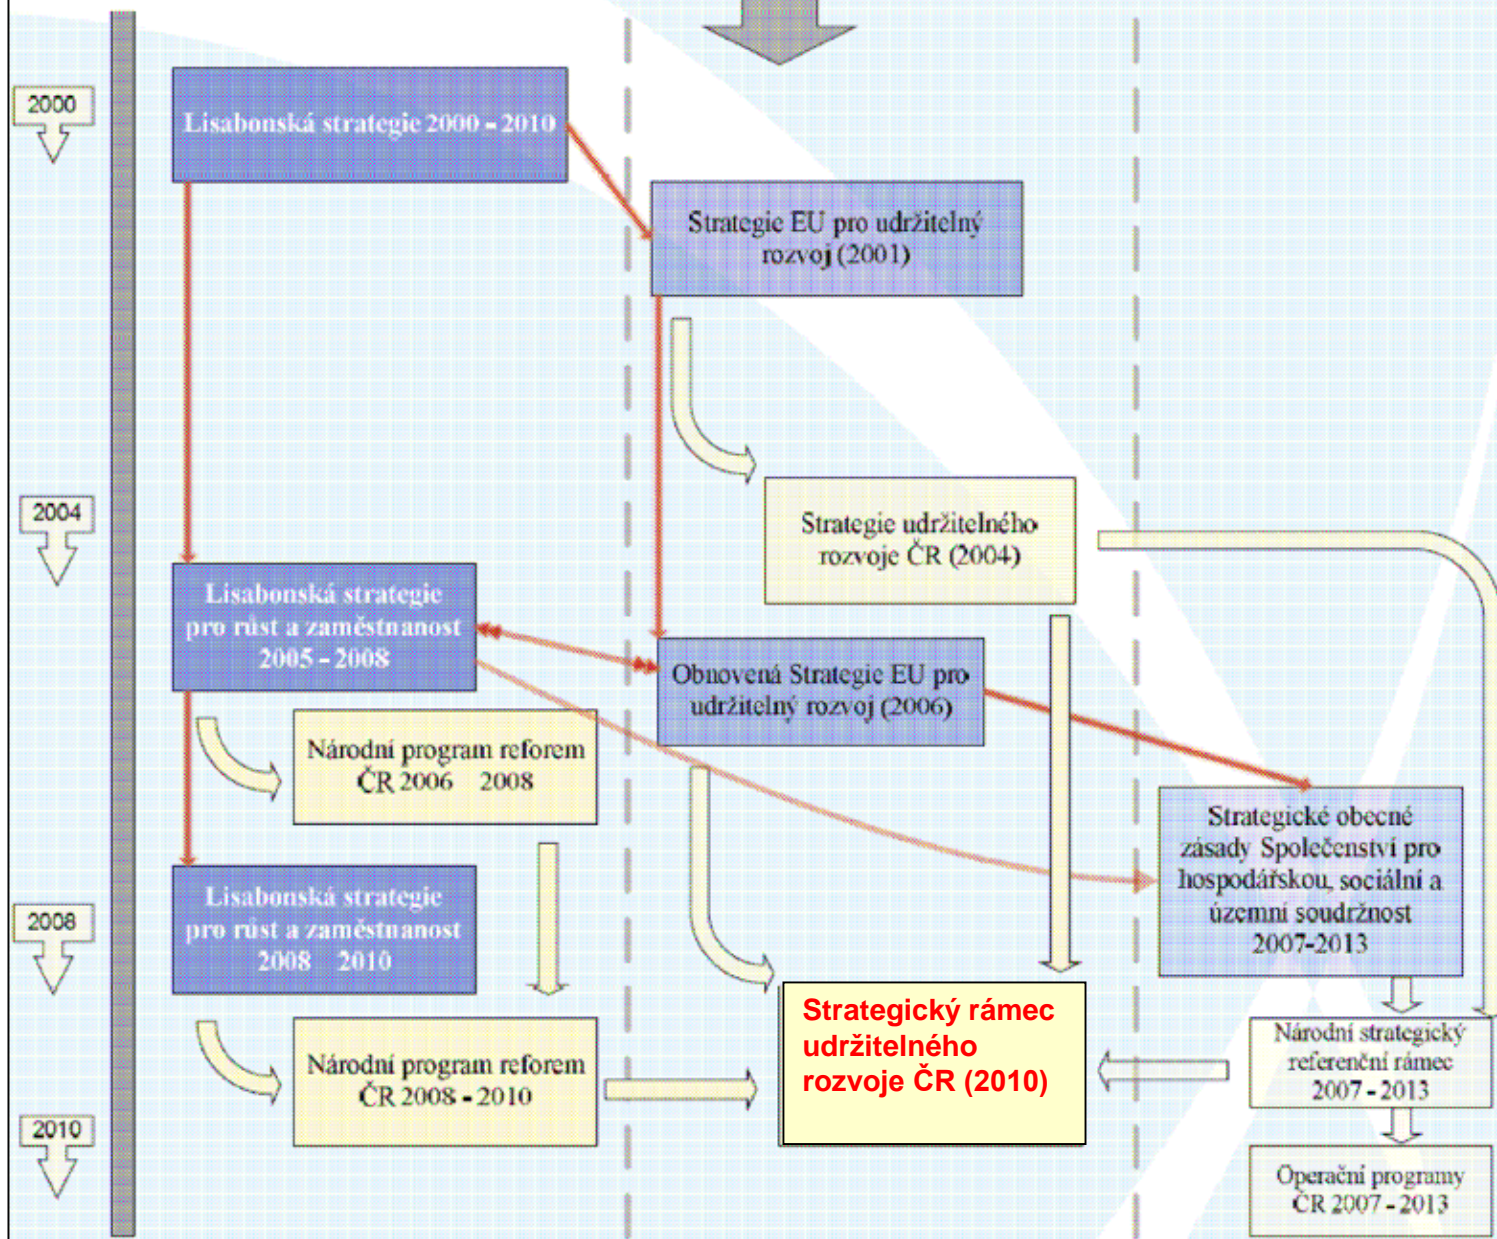 2000
Lisabonská strategie 2000 - 2010
Strategie EU pro udržitelný
rozvoj (2001)
2004
Strategie udržitelného
rozvoje ČR (2004)
Lisabonská strategie
pro růst a zaměstnanost
2005 - 2008
Obnovená Strategie EU pro
udržitelný rozvoj (2006)
Národní program reforem
ČR 2006 2008
Strategické obecné
zásady Společenství pro
hospodářskou, sociální a
územní soudržnost
2007-2013
2008
Lisabonská strategie
pro růst a zaměstnanost
2008 2010
Strategický rámec
udržitelného
rozvoje ČR (2010)
Národní program reforem
ČR 2008 - 2010
Národní strategický
referenční rámec
2007 - 2013
2010
Operační programy
ČR 2007 - 2013